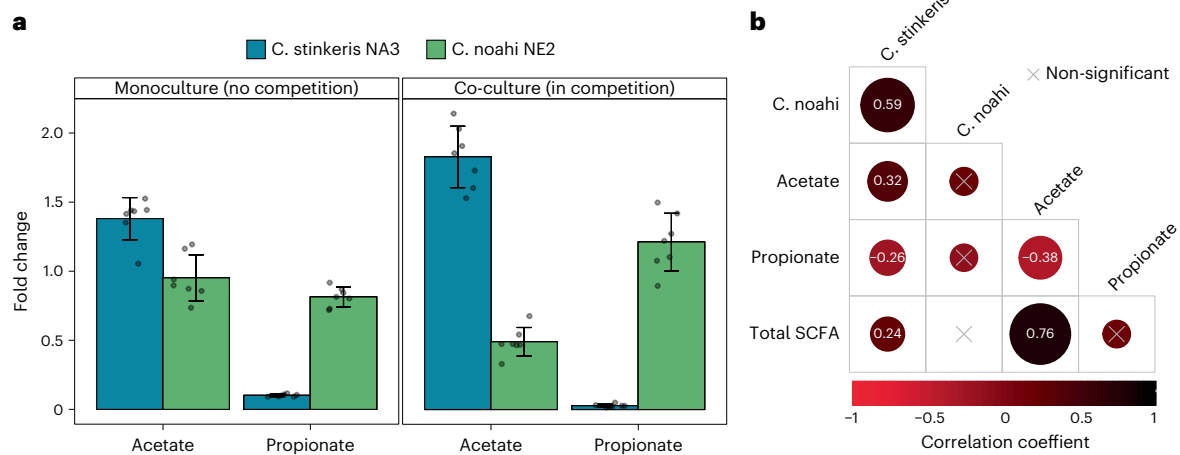 a
C. stinkeris NA3
C. noahi NE2
Monoculture (no competition)
Co-culture (in competition)
Fold change
2.0
1.5
1.0
0.5
0
Acetate
Propionate
Acetate
Propionate
b
C. stinkeris
Non-significant
C. noahi
0.59
C. noahi
Acetate
0.32
Acetate
Propionate
−0.26
−0.38
Propionate
Total SCFA
0.24
0.76
−1
−0.5
0
0.5
1
Correlation coeffient